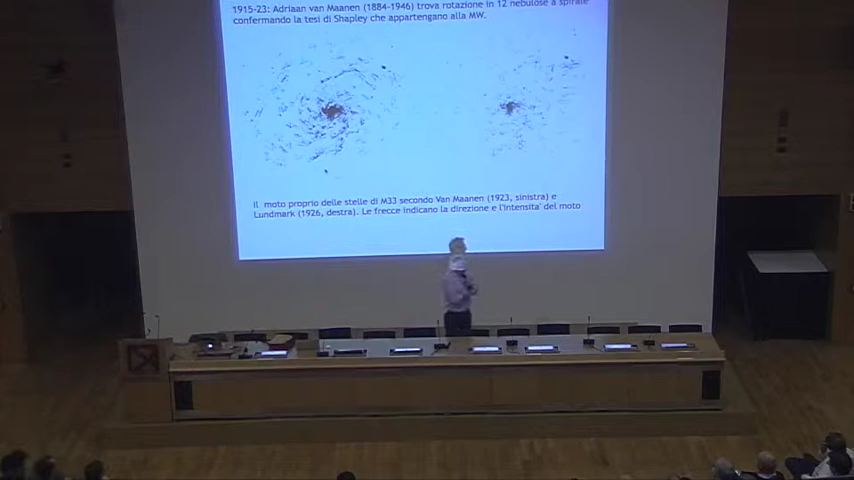 1915-23: Adriaan van Maanen (1884-1946) trova rotazione in 12 nebulose a spirale
confermando la tesi di Shapley che appartengano alla MW.
Il moto proprio delle stelle di M33 secondo Van Maanen (1923, sinistra) e
Lundmark (1926, destra). Le frecce indicano la direzione e l'intensita' del moto